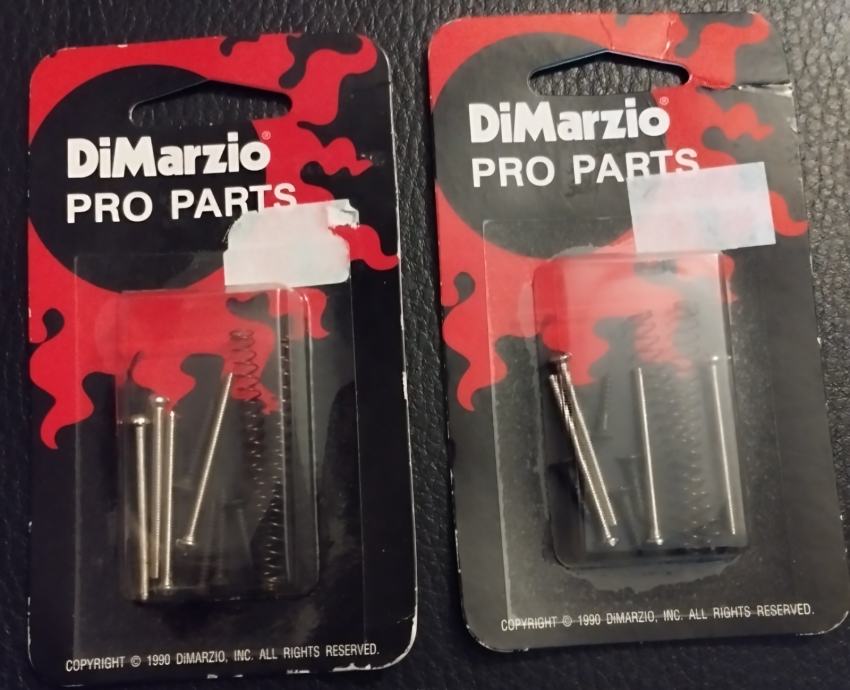 DiMarzio®
PRO PARTS
COPYRIGHT © 1990 DiMARZIO, INC. ALL RIGHTS RESERVED.
DiMarzio®
PRO PARTS
COPYRIGHT © 1990 DiMARZIO, INC. ALL RIGHTS RESERVED.